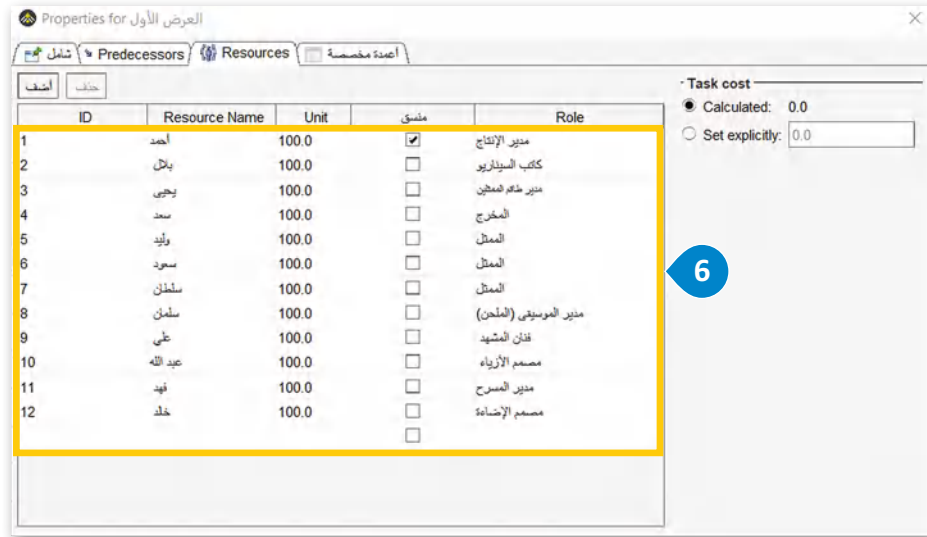 Properties for العرض الأول
شامل Predecessors Resources أعمدة مخصصة
أضف حذف
Task cost
Calculated: 0.0
Set explicitly: 0.0
ID Resource Name Unit منسق Role
1 أحمد 100.0 مدير الإنتاج
2 بلال 100.0 كاتب السيناريو
3 يحيى 100.0 مدير طاقم الممثلين
4 سعد 100.0 المخرج
5 وليد 100.0 الممثل
6 سعود 100.0 الممثل
7 سلطان 100.0 الممثل
8 سلمان 100.0 مدير الموسيقى (الملحن)
9 علي 100.0 فنان المشهد
10 عبد الله 100.0 مصمم الأزياء
11 فهد 100.0 مدير المسرح
12 خالد 100.0 مصمم الإضاءة
6